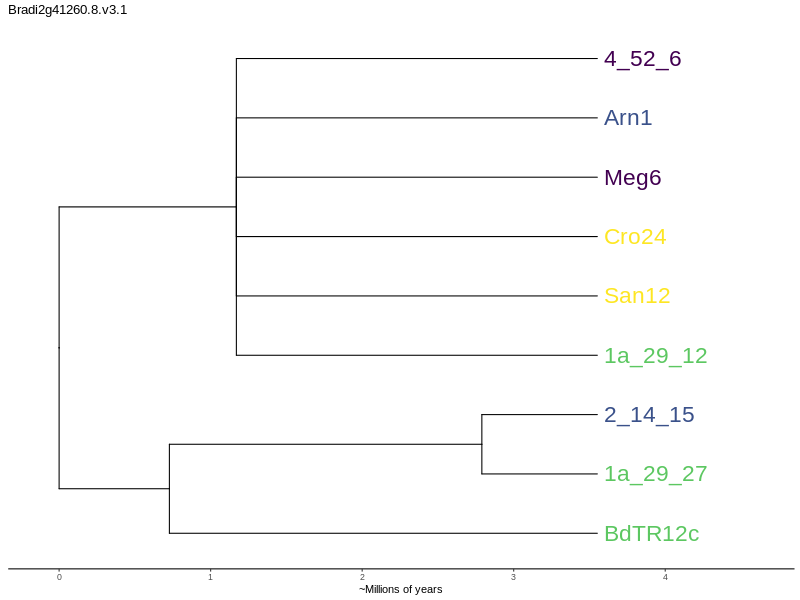 Bradi2g41260.8.v3.1
4_52_6
Arn1
Meg6
Cro24
San12
1a_29_12
2_14_15
1a_29_27
BdTR12c
0 1 2 3 4
~Millions of years